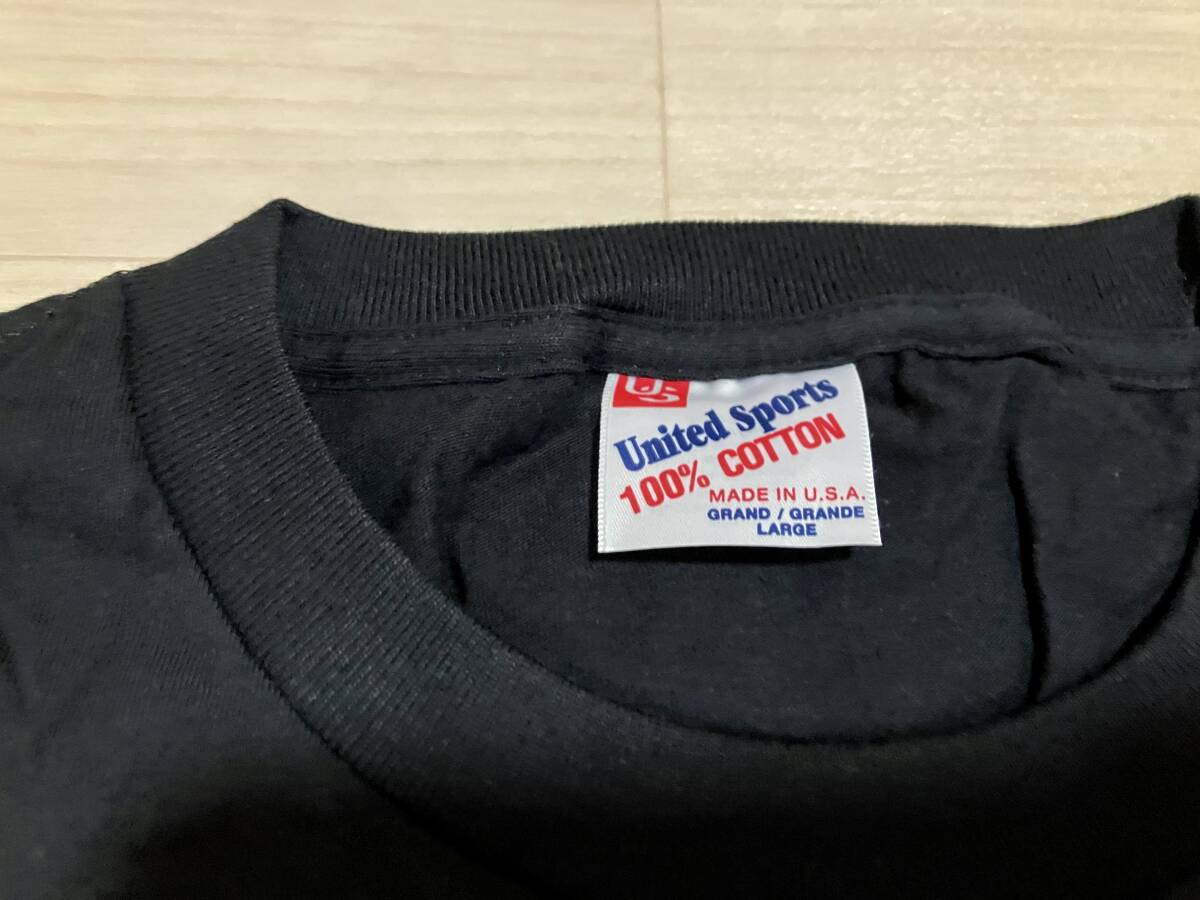 US
United Sports
100% COTTON
MADE IN U.S.A.
GRAND / GRANDE
LARGE